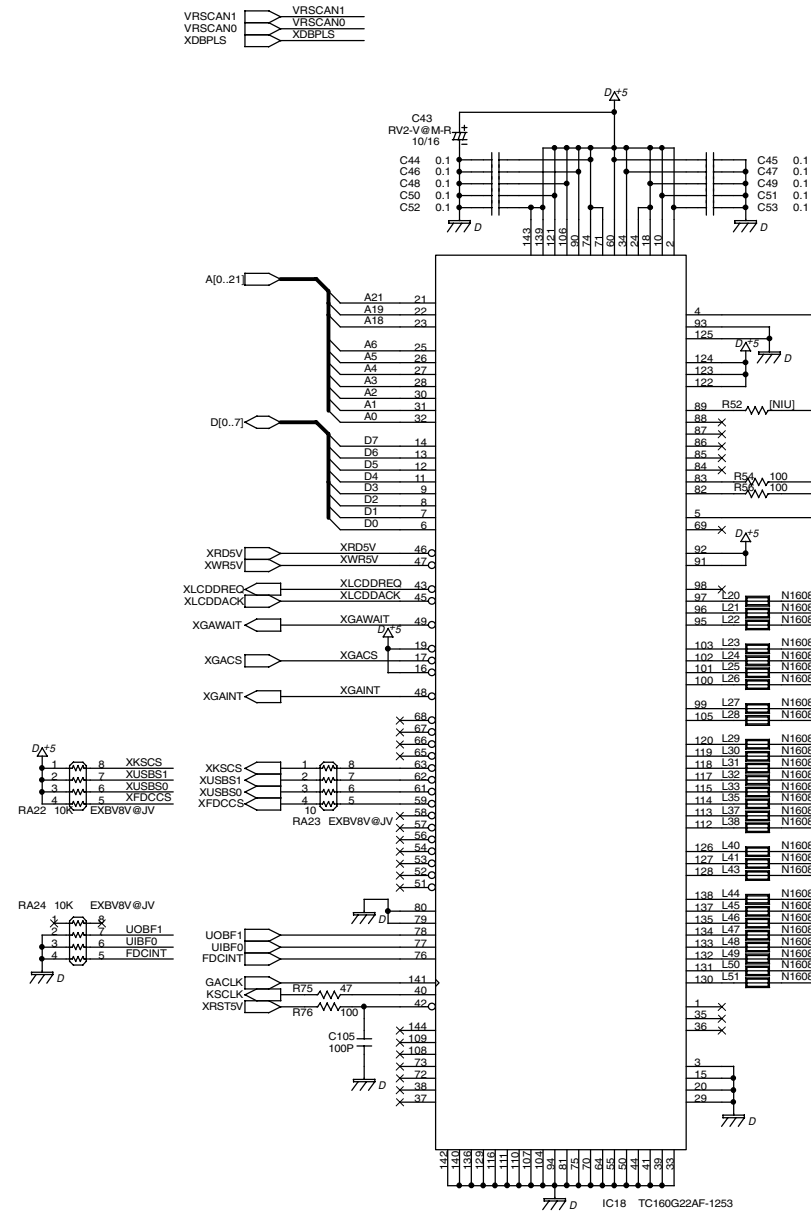 VRSCAN1 VRSCAN1
VRSCAN0 VRSCAN0
XDBPLS XDBPLS
D +5
C43
RV2-V@M-R
10/16
C44 0.1
C46 0.1
C48 0.1
C50 0.1
C52 0.1
C45 0.1
C47 0.1
C49 0.1
C51 0.1
C53 0.1
D
D
143 139 121 106 90 74 71 60 34 24 18 10 2
A[0..21]
A21 21
A19 22
A18 23
A6 25
A5 26
A4 27
A3 28
A2 30
A1 31
A0 32
D[0..7]
D7 14
D6 13
D5 12
D4 11
D3 9
D2 8
D1 7
D0 6
XRD5V XRD5V 46
XWR5V XWR5V 47
XLCDDREQ XLCDDREQ 43
XLCDDACK XLCDDACK 45
XGAWAIT XGAWAIT 49
D +5
19
XGACS XGACS 17
16
XGAINT XGAINT 48
68
67
66
65
XKSCS 1 8 63
XUSBS1 2 7 62
XUSBS0 3 6 61
XFDCCS 4 5 59
10
RA23 EXBV8V@JV
58
57
56
54
53
52
51
D +5
1 8 XKSCS
2 7 XUSBS1
3 6 XUSBS0
4 5 XFDCCS
RA22 10K EXBV8V@JV
RA24 10K EXBV8V@JV
1 8
2 7 UOBF1
3 6 UIBF0
4 5 FDCINT
D
80
D 79
UOBF1 78
UIBF0 77
FDCINT 76
GACLK 141
KSCLK R75 47 40
XRST5V R76 100 42
C105
100P
D
144
109
108
73
72
38
37
4
93
125
D +5
D
124
123
122
89 R52 [NIU]
88
87
86
85
84
83 R54 100
82 100
5
69
D +5
92
91
98
97 L20 N1608
96 L21 N1608
95 L22 N1608
103 L23 N1608
102 L24 N1608
101 L25 N1608
100 L26 N1608
99 L27 N1608
105 L28 N1608
120 L29 N1608
119 L30 N1608
118 L31 N1608
117 L32 N1608
115 L33 N1608
114 L35 N1608
113 L37 N1608
112 L38 N1608
126 L40 N1608
127 L41 N1608
128 L43 N1608
138 L44 N1608
137 L45 N1608
135 L46 N1608
134 L47 N1608
133 L48 N1608
132 L49 N1608
131 L50 N1608
130 L51 N1608
1
35
36
3
15
20
29
D
142 140 136 129 116 111 110 107 104 94 81 75 70 64 55 50 44 41 39 33
D
IC18 TC160G22AF-1253